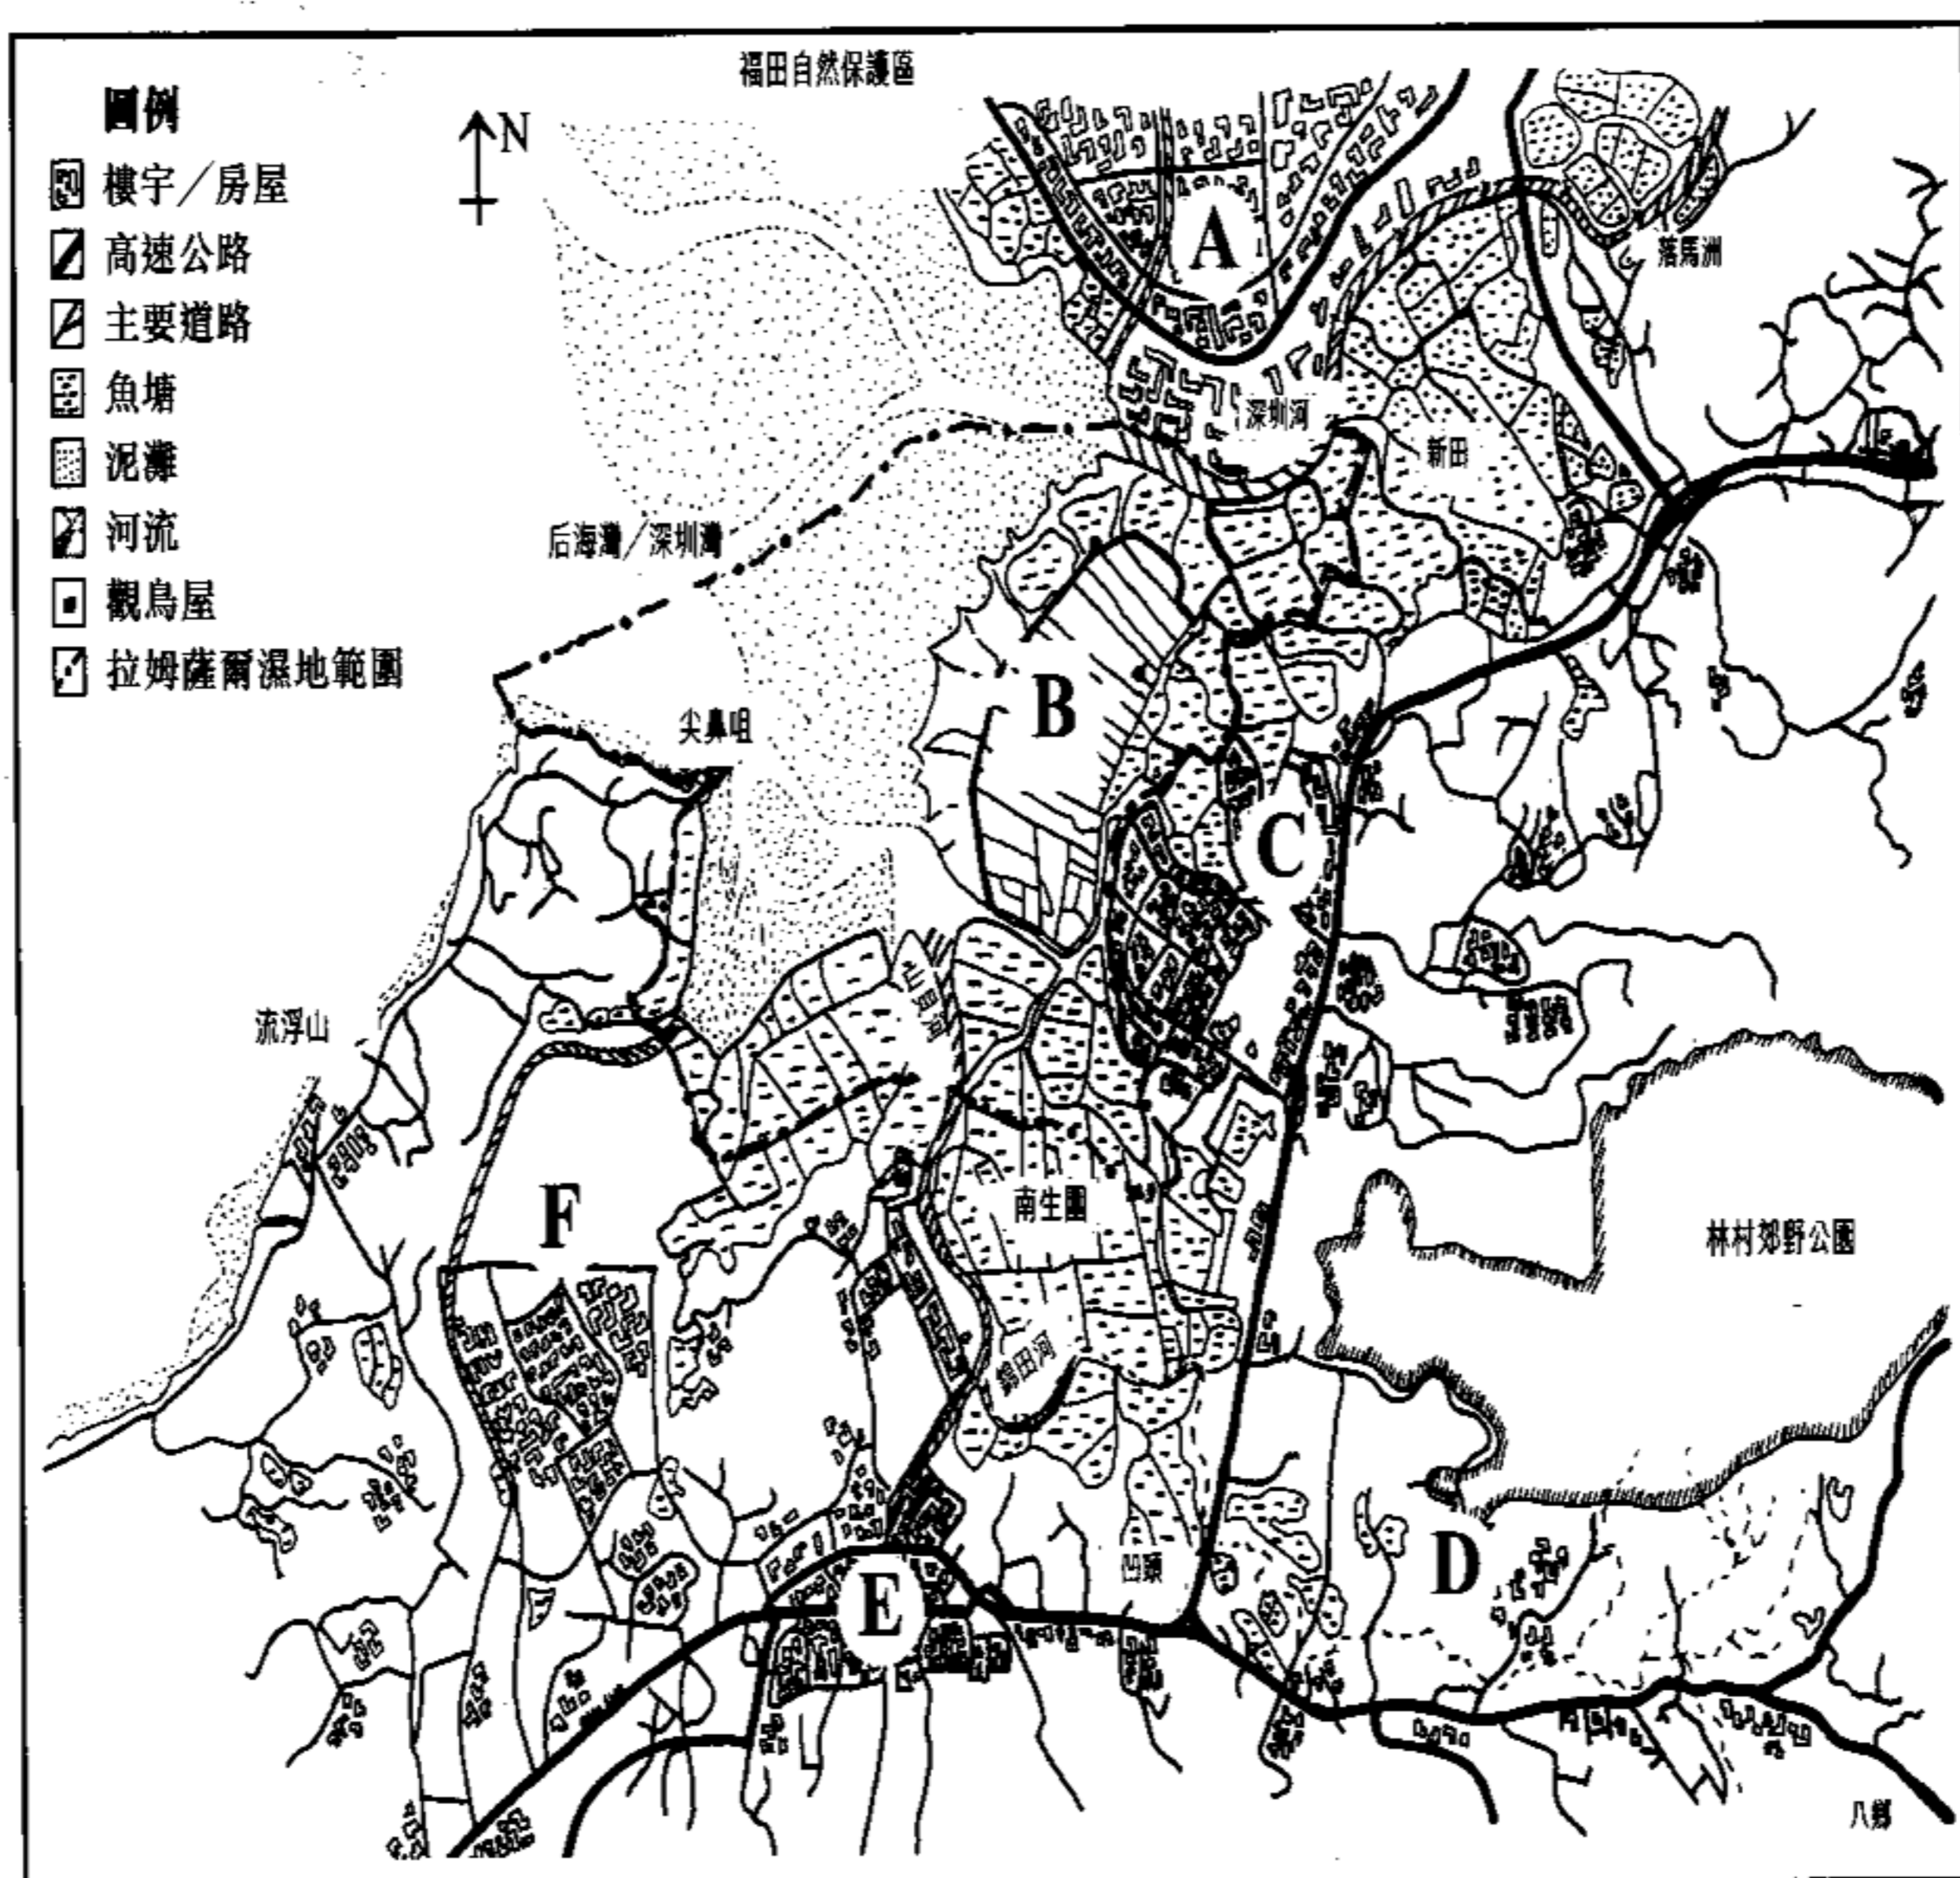 福田自然保護區
圖例
N
樓宇／房屋
高速公路
主要道路
魚塘
泥灘
河流
觀鳥屋
拉姆薩爾濕地範圍
A
落馬洲
深圳河
新田
后海灣／深圳灣
尖鼻咀
B
C
山貝河
流浮山
F
南生圍
林村郊野公園
錦田河
凹頭
D
E
八鄉